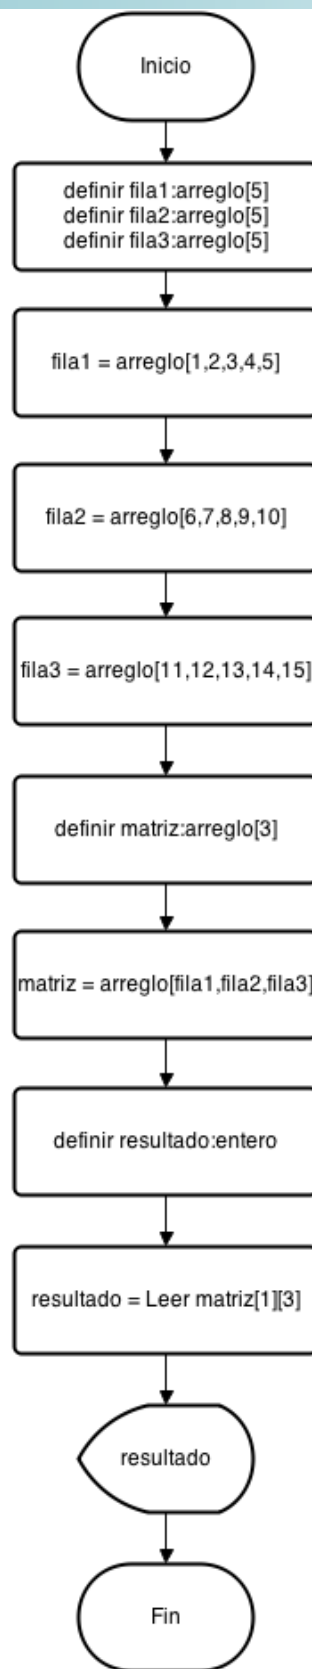 Inicio
definir fila1:arreglo[5]
definir fila2:arreglo[5]
definir fila3:arreglo[5]
fila1 = arreglo[1,2,3,4,5]
fila2 = arreglo[6,7,8,9,10]
fila3 = arreglo[11,12,13,14,15]
definir matriz:arreglo[3]
matriz = arreglo[fila1,fila2,fila3]
definir resultado:entero
resultado = Leer matriz[1][3]
resultado
Fin